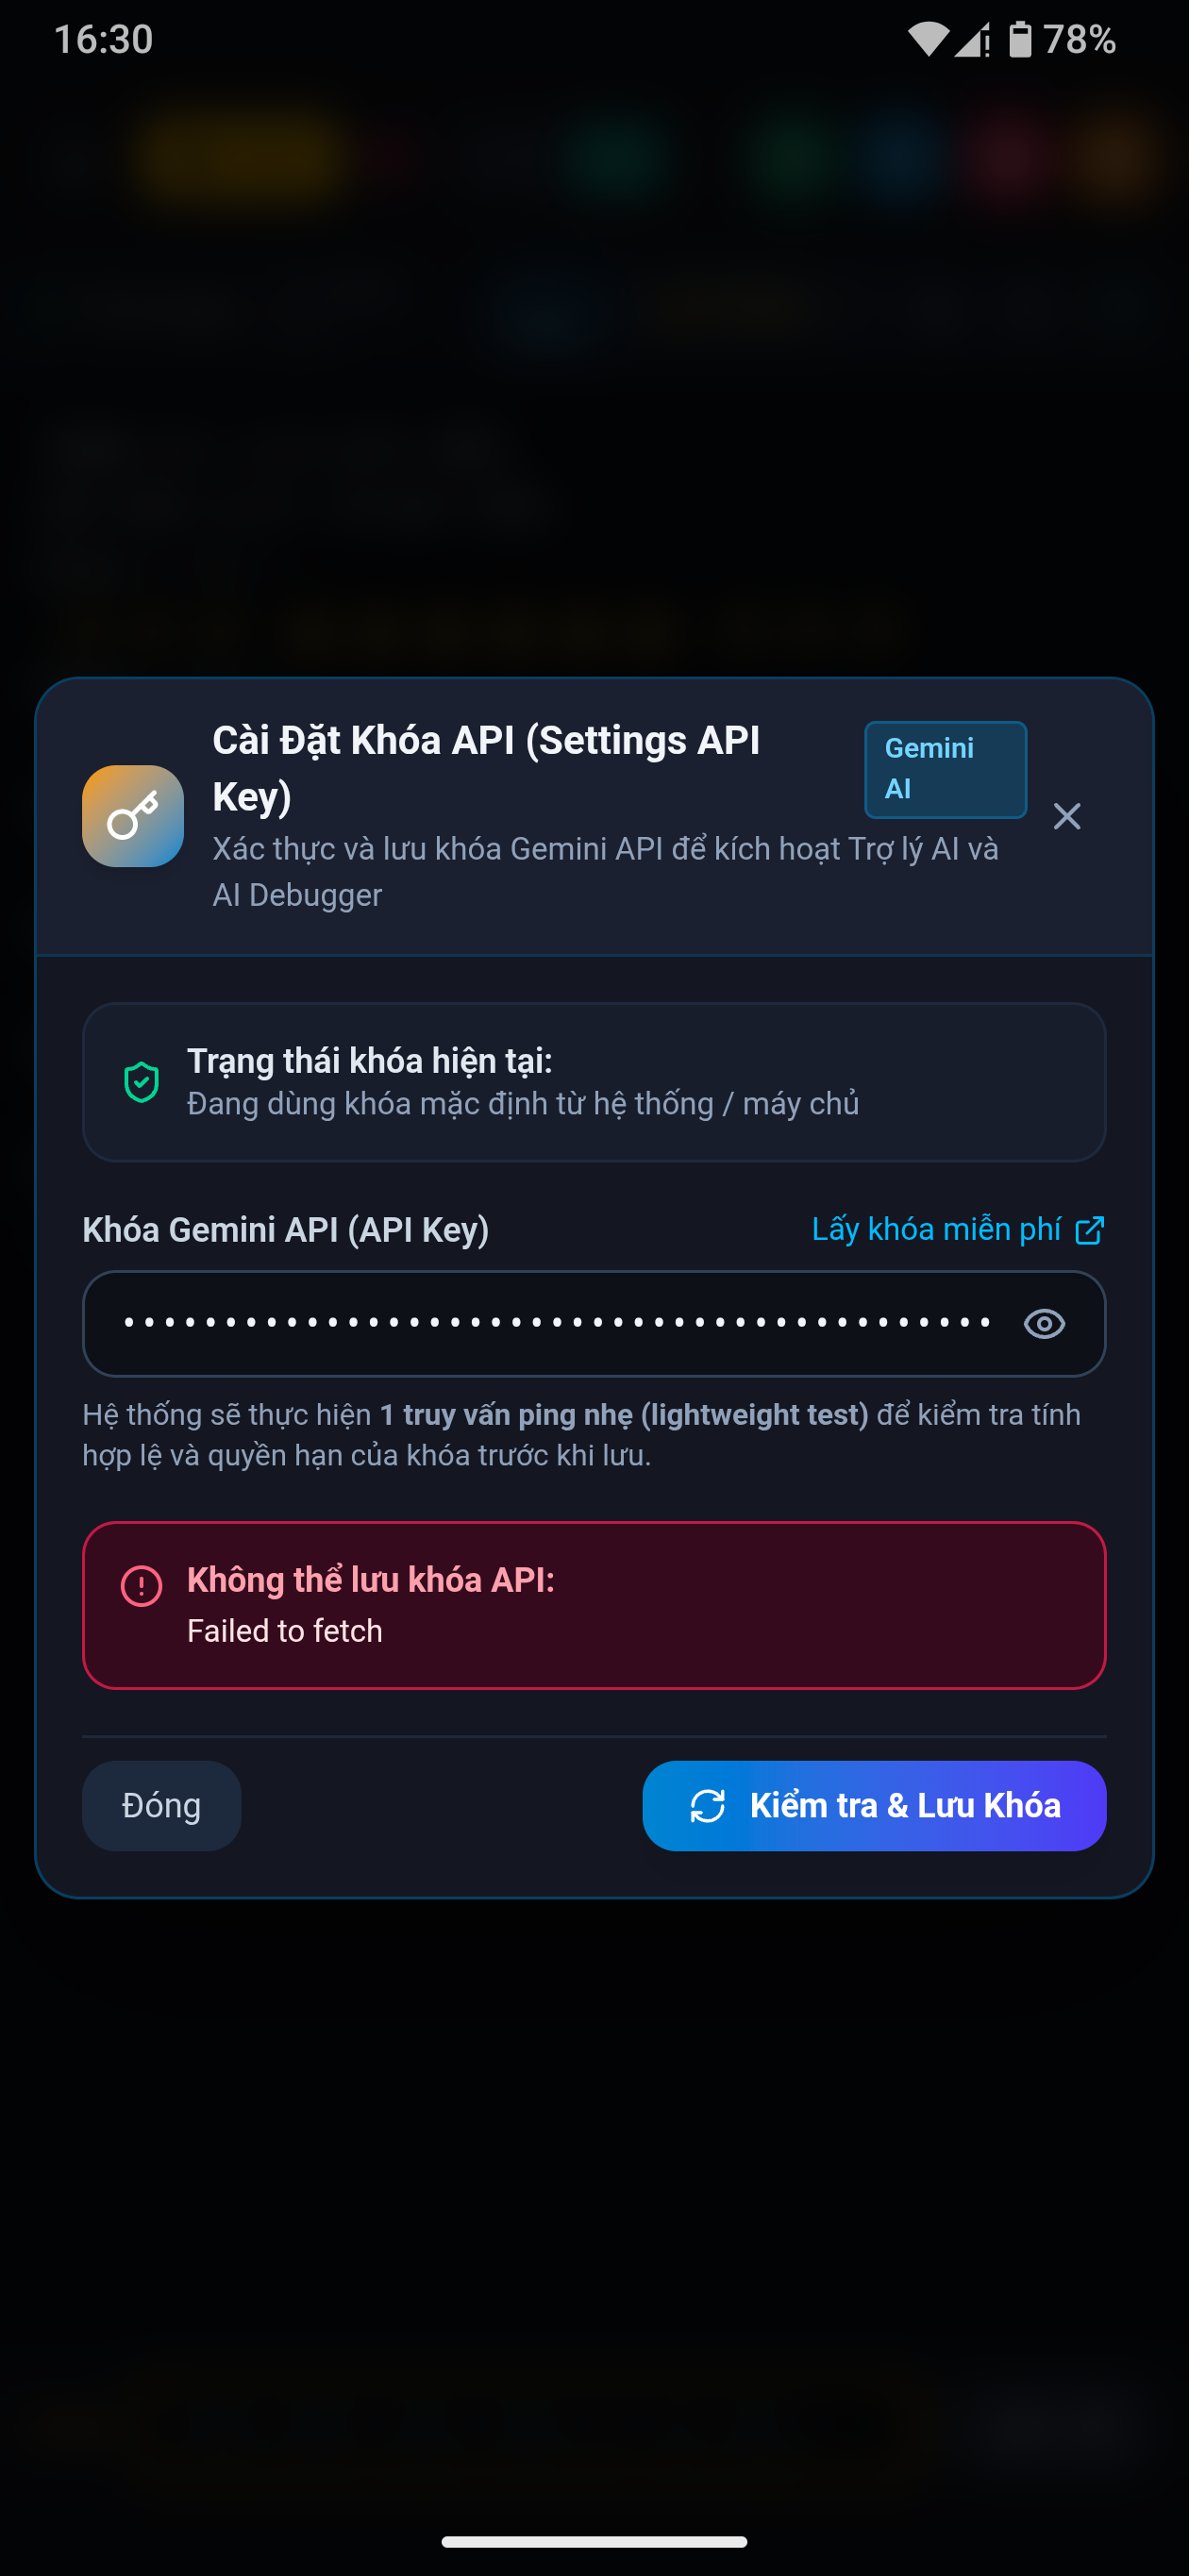 16:30
78%
Cài Đặt Khóa API (Settings API
Key)
Gemini
AI
Xác thực và lưu khóa Gemini API để kích hoạt Trợ lý AI và
AI Debugger
Trạng thái khóa hiện tại:
Đang dùng khóa mặc định từ hệ thống / máy chủ
Khóa Gemini API (API Key)
Lấy khóa miễn phí
Hệ thống sẽ thực hiện 1 truy vấn ping nhẹ (lightweight test) để kiểm tra tính
hợp lệ và quyền hạn của khóa trước khi lưu.
Không thể lưu khóa API:
Failed to fetch
Đóng
Kiểm tra & Lưu Khóa